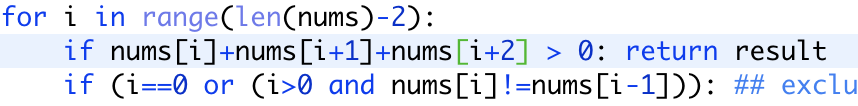 for i in range(len(nums)-2):
    if nums[i]+nums[i+1]+nums[i+2] > 0: return result
    if (i==0 or (i>0 and nums[i]!=nums[i-1])): ## exclu